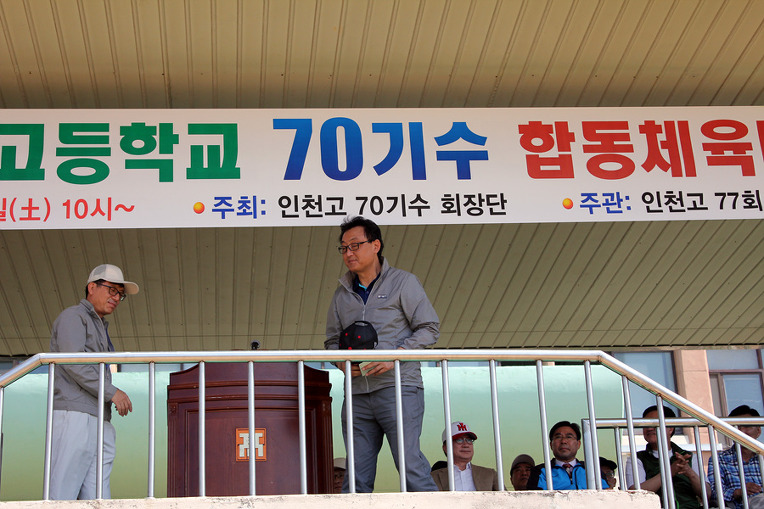 고등학교 70기수 합동체육
일(土) 10시~ 주최: 인천고 70기수 회장단 주관: 인천고 77회